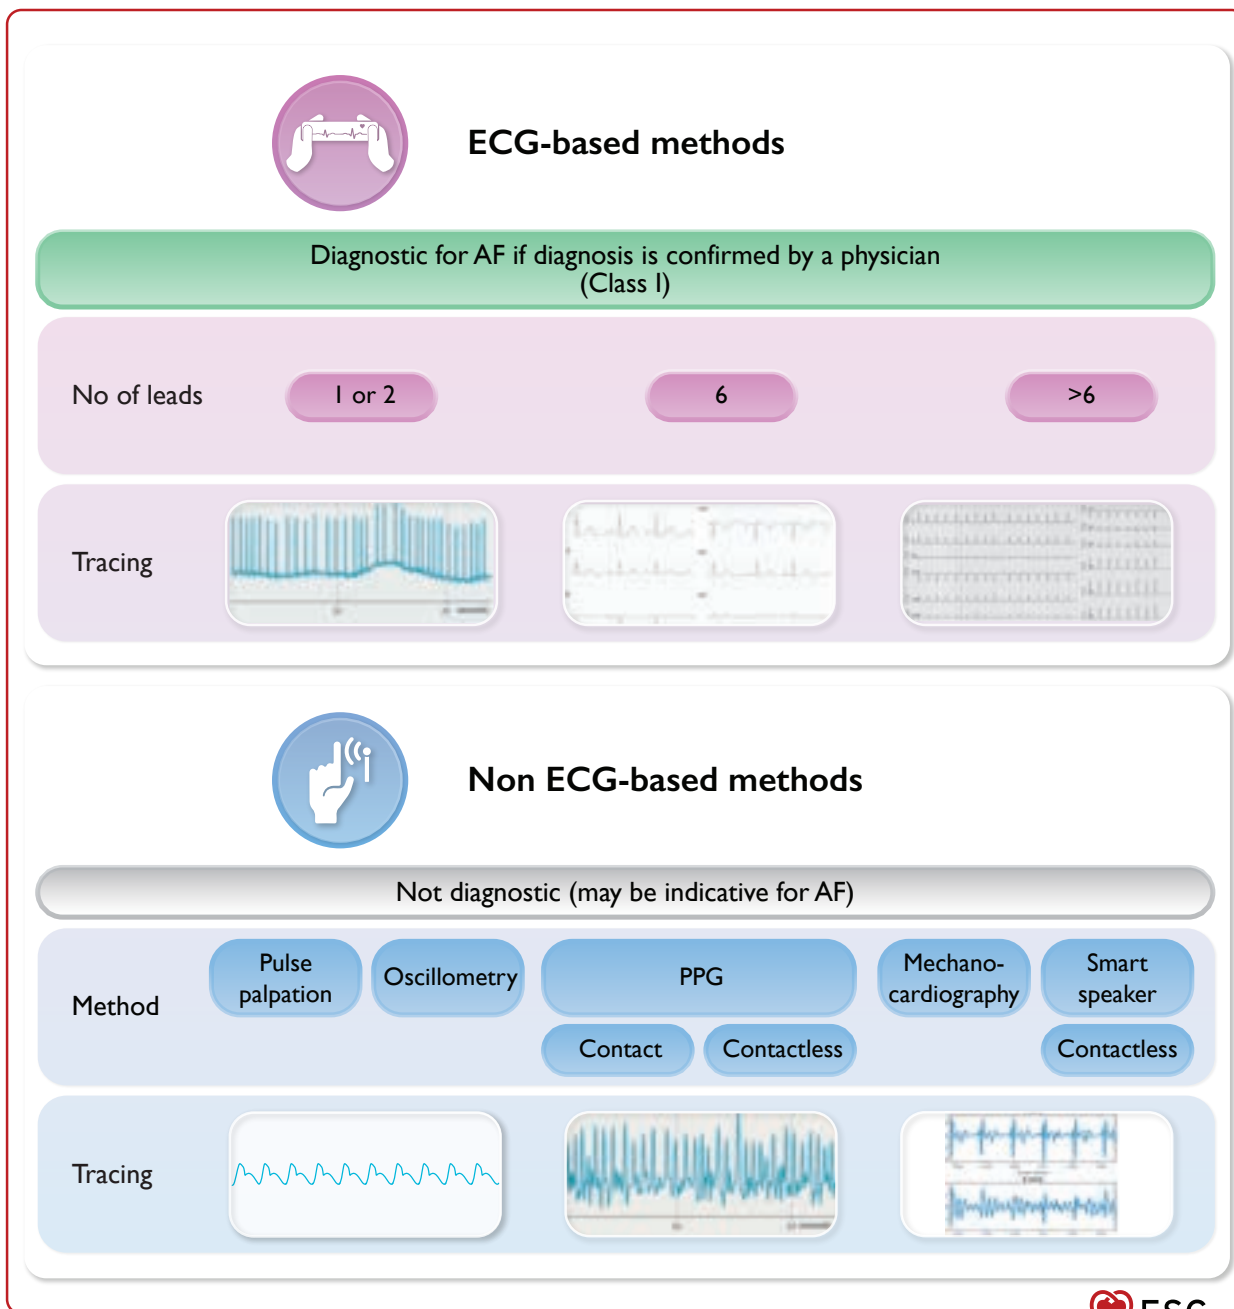 ECG-based methods
Diagnostic for AF if diagnosis is confirmed by a physician
(Class I)
No of leads
1 or 2
6
>6
Tracing
Non ECG-based methods
Not diagnostic (may be indicative for AF)
Method
Pulse
palpation
Oscillometry
PPG
Contact
Contactless
Mechano-
cardiography
Smart
speaker
Contactless
Tracing
ESC